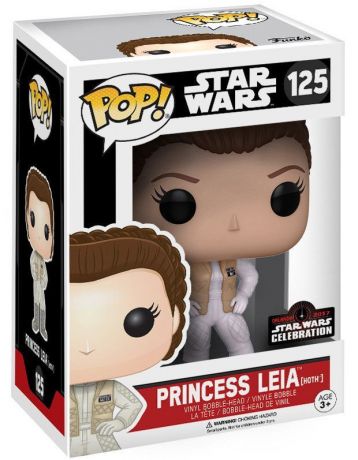 Funko
POP!
STAR
WARS
125
ORLANDO 2017
STAR WARS
CELEBRATION
PRINCESS LEIA™ [HOTH]
VINYL BOBBLE-HEAD / VINYLE BOBBLE
LA TÊTE / BOBBLE-HEAD DE VINIL
AGE
3+
POP!
PRINCESS LEIA
125